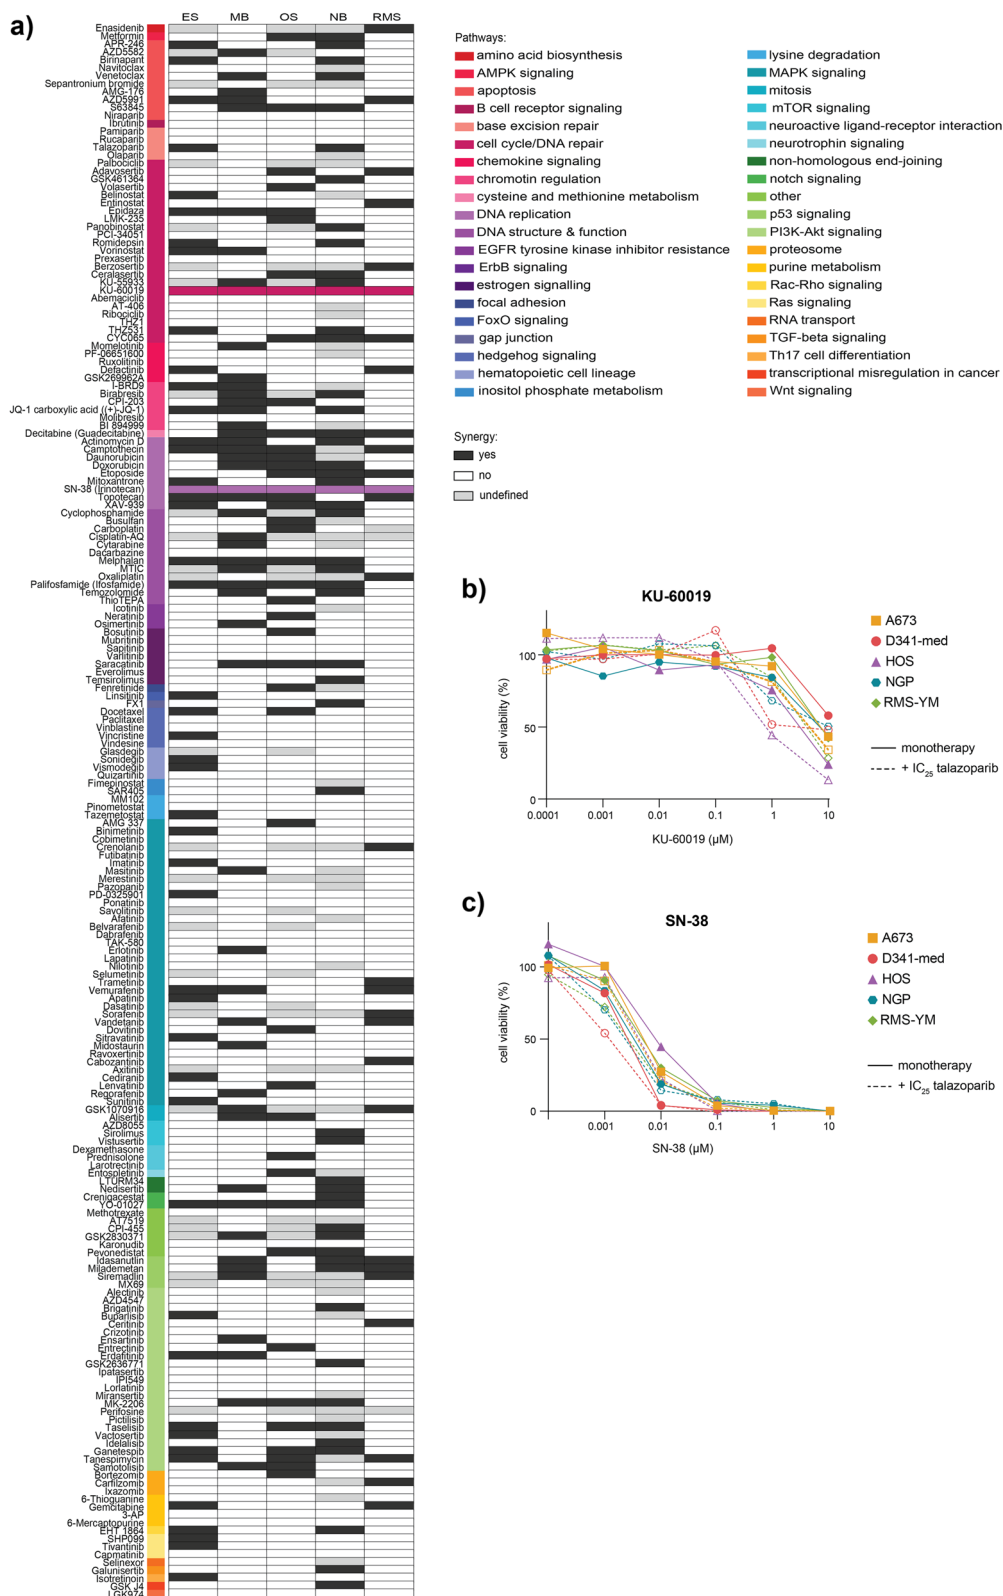 a)
ES MB OS NB RMS
Enasidenib
Metformin
APR-246
AZD5582
Birinapant
Navitoclax
Venetoclax
Sepantronium bromide
AMG-176
AZD5991
S63845
Niraparib
Ibrutinib
Pamiparib
Rucaparib
Talazoparib
Olaparib
Palbociclib
Adavosertib
GSK461364
Volasertib
Belinostat
Entinostat
Epidaza
LMK-235
Panobinostat
PCI-34051
Romidepsin
Vorinostat
Prexasertib
Berzosertib
Ceralasertib
KU-55933
KU-60019
Abemaciclib
AT-406
Ribociclib
THZ1
THZ531
CYC065
Momelotinib
PF-06651600
Ruxolitinib
Defactinib
GSK269962A
I-BRD9
Birabresib
CPI-203
JQ-1 carboxylic acid ((+)-JQ-1)
Molibresib
BI 894999
Decitabine (Guadecitabine)
Actinomycin D
Camptothecin
Daunorubicin
Doxorubicin
Etoposide
Mitoxantrone
SN-38 (Irinotecan)
Topotecan
XAV-939
Cyclophosphamide
Busulfan
Carboplatin
Cisplatin-AQ
Cytarabine
Dacarbazine
Melphalan
MTIC
Oxaliplatin
Palifosfamide (Ifosfamide)
Temozolomide
ThioTEPA
Icotinib
Neratinib
Osimertinib
Bosutinib
Mubritinib
Sapitinib
Varlitinib
Saracatinib
Everolimus
Temsirolimus
Fenretinide
Linsitinib
FX1
Docetaxel
Paclitaxel
Vinblastine
Vincristine
Vindesine
Glasdegib
Sonidegib
Vismodegib
Quizartinib
Fimepinostat
SAR405
MM102
Pinometostat
Tazemetostat
AMG 337
Binimetinib
Cobimetinib
Crenolanib
Futibatinib
Imatinib
Masitinib
Merestinib
Pazopanib
PD-0325901
Ponatinib
Savolitinib
Afatinib
Belvarafenib
Dabrafenib
TAK-580
Erlotinib
Lapatinib
Nilotinib
Selumetinib
Trametinib
Vemurafenib
Apatinib
Dasatinib
Sorafenib
Vandetanib
Dovitinib
Sitravatinib
Midostaurin
Ravoxertinib
Cabozantinib
Axitinib
Cediranib
Lenvatinib
Regorafenib
Sunitinib
GSK1070916
Alisertib
AZD8055
Sirolimus
Vistusertib
Dexamethasone
Prednisolone
Larotrectinib
Entospletinib
LTURM34
Nedisertib
Crenigacestat
YO-01027
Methotrexate
AT7519
CPI-455
GSK2830371
Karonudib
Pevonedistat
Idasanutlin
Milademetan
Siremadlin
MX69
Alectinib
AZD4547
Brigatinib
Buparlisib
Ceritinib
Crizotinib
Ensartinib
Entrectinib
Erdafitinib
GSK2636771
Ipatasertib
IPI549
Lorlatinib
Miransertib
MK-2206
Perifosine
Pictilisib
Taselisib
Vactosertib
Idelalisib
Ganetespib
Tanespimycin
Samotolisib
Bortezomib
Carfilzomib
Ixazomib
6-Thioguanine
Gemcitabine
3-AP
6-Mercaptopurine
EHT 1864
SHP099
Tivantinib
Capmatinib
Selinexor
Galunisertib
Isotretinoin
GSK J4
LGK974
Pathways:
amino acid biosynthesis
AMPK signaling
apoptosis
B cell receptor signaling
base excision repair
cell cycle/DNA repair
chemokine signaling
chromotin regulation
cysteine and methionine metabolism
DNA replication
DNA structure & function
EGFR tyrosine kinase inhibitor resistance
ErbB signaling
estrogen signalling
focal adhesion
FoxO signaling
gap junction
hedgehog signaling
hematopoietic cell lineage
inositol phosphate metabolism
lysine degradation
MAPK signaling
mitosis
mTOR signaling
neuroactive ligand-receptor interaction
neurotrophin signaling
non-homologous end-joining
notch signaling
other
p53 signaling
PI3K-Akt signaling
proteosome
purine metabolism
Rac-Rho signaling
Ras signaling
RNA transport
TGF-beta signaling
Th17 cell differentiation
transcriptional misregulation in cancer
Wnt signaling
Synergy:
yes
no
undefined
b)
KU-60019
cell viability (%)
100
50
0
0.0001 0.001 0.01 0.1 1 10
KU-60019 (µM)
A673
D341-med
HOS
NGP
RMS-YM
monotherapy
+ IC25 talazoparib
c)
SN-38
cell viability (%)
100
50
0
0.001 0.01 0.1 1 10
SN-38 (µM)
A673
D341-med
HOS
NGP
RMS-YM
monotherapy
+ IC25 talazoparib